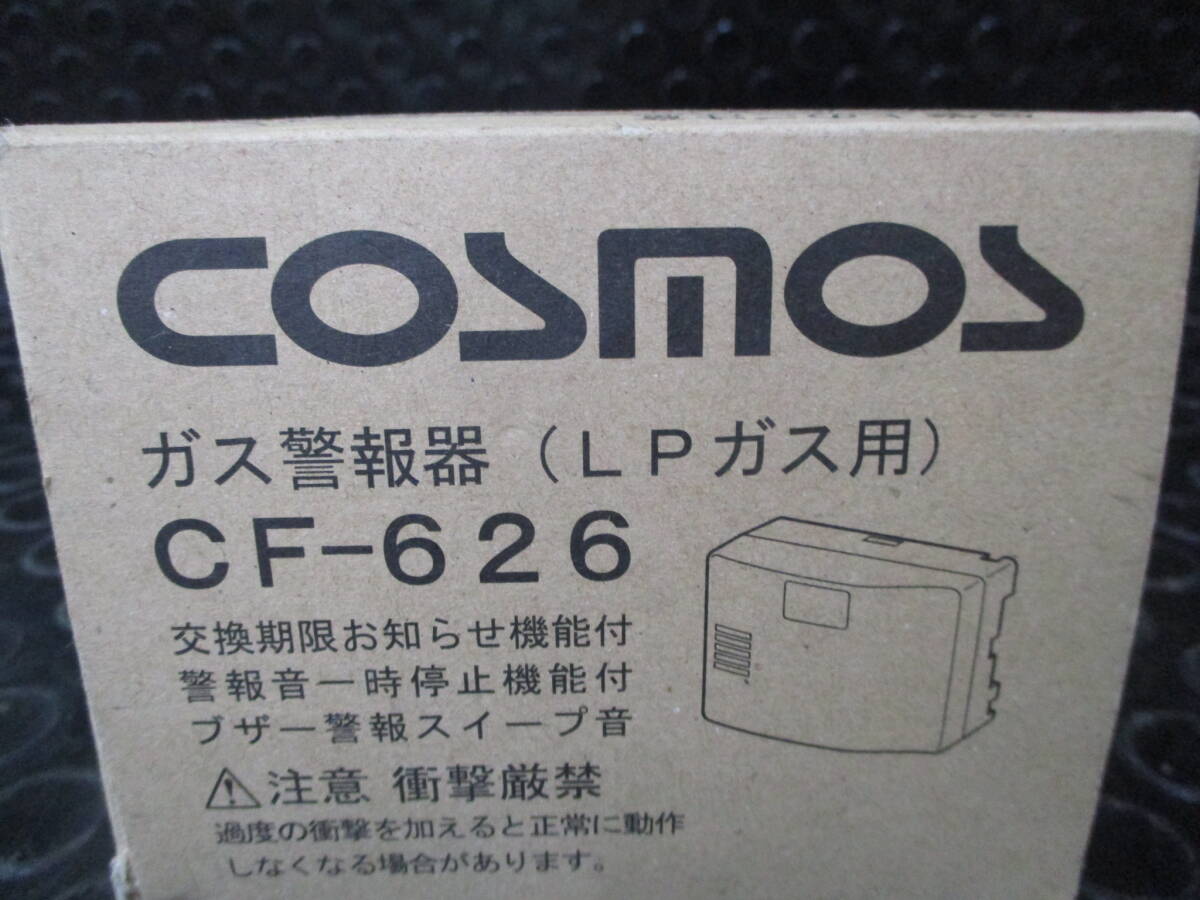 COSMOS
ガス警報器（ＬＰガス用）
CF-626
交換期限お知らせ機能付
警報音一時停止機能付
ブザー警報スイープ音
注意 衝撃厳禁
過度の衝撃を加えると正常に動作
しなくなる場合があります。